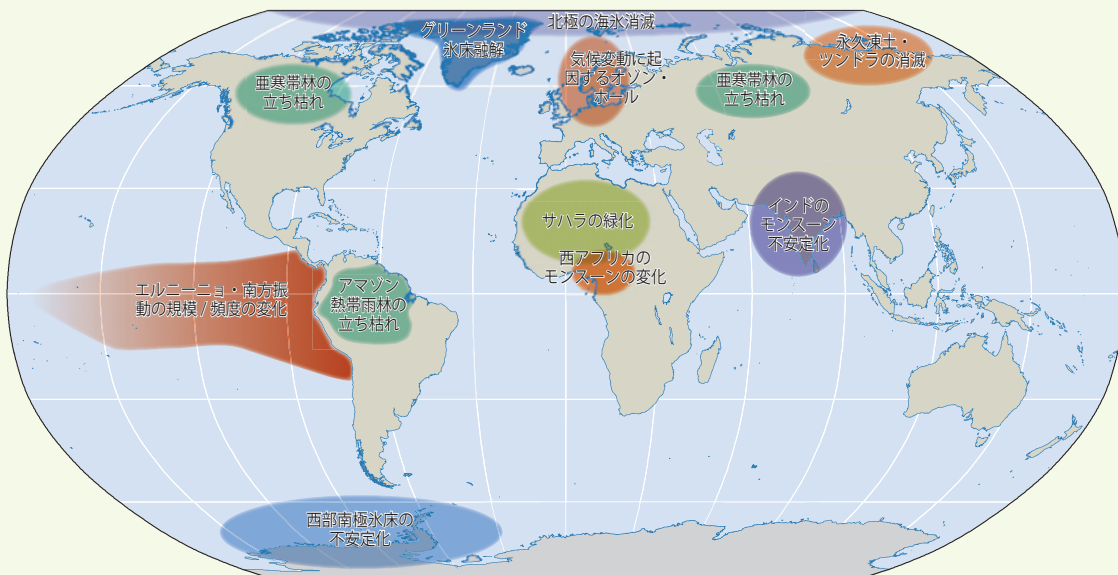 グリーンランド
氷床融解
北極の海氷消滅
永久凍土・
ツンドラの消滅
気候変動に起
因するオゾン・
ホール
亜寒帯林の
立ち枯れ
亜寒帯林の
立ち枯れ
サハラの緑化
インドの
モンスーン
不安定化
西アフリカの
モンスーンの変化
エルニーニョ・南方振
動の規模/頻度の変化
アマゾン
熱帯雨林の
立ち枯れ
西部南極氷床の
不安定化